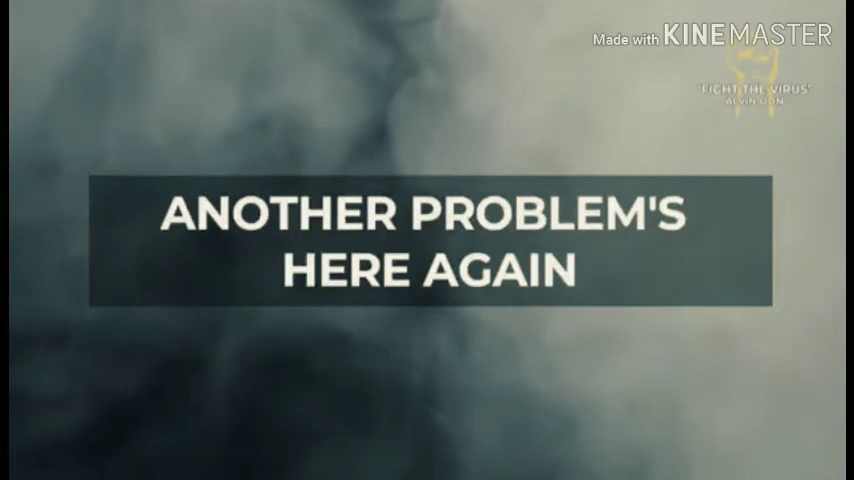 Made with KINEMASTER
'FIGHT THE VIRUS'
ALVIN OON
ANOTHER PROBLEM'S
HERE AGAIN